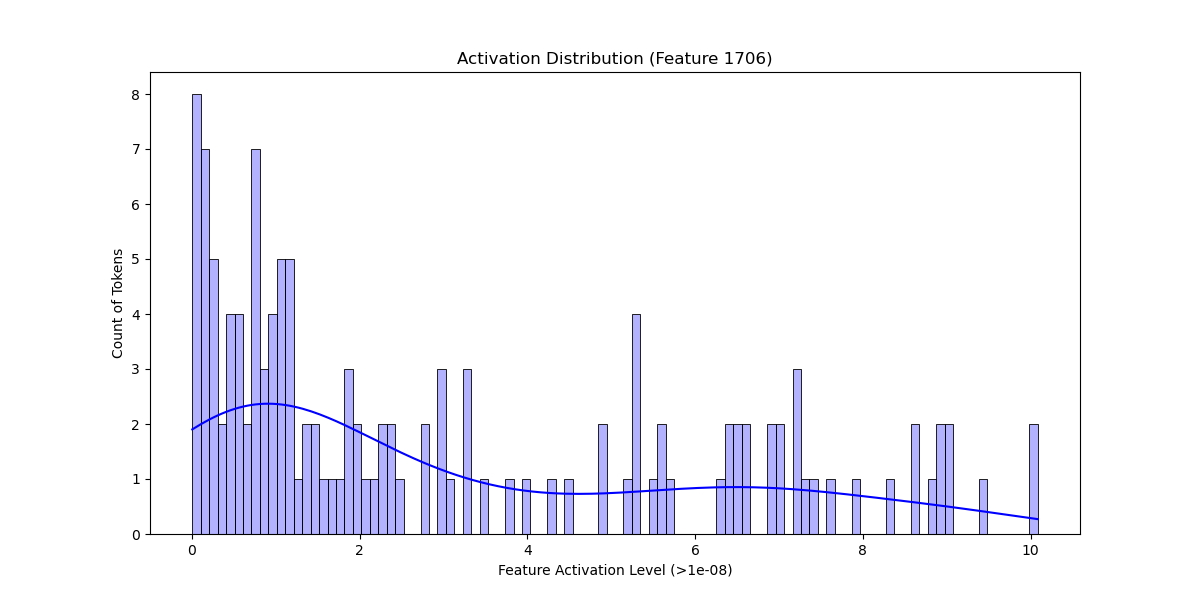 Activation Distribution (Feature 1706)
8
7
6
5
4
3
2
1
0
Count of Tokens
0 2 4 6 8 10
Feature Activation Level (>1e-08)